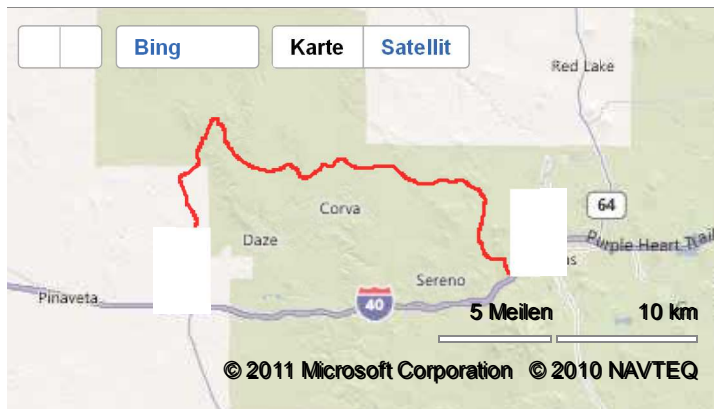 Bing Karte Satellit
Red Lake
64
Corva
Purple Heart Trail
Daze
Sereno
Pinaveta
40
5 Meilen 10 km
© 2011 Microsoft Corporation © 2010 NAVTEQ